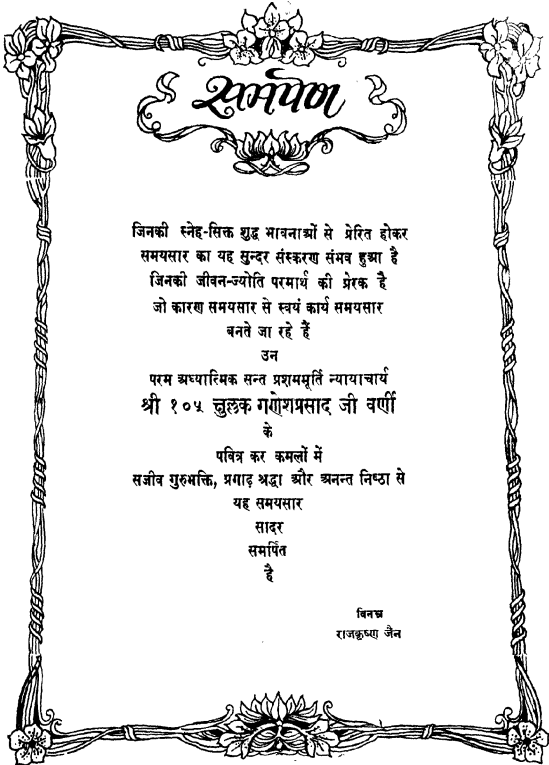 समर्पण
जिनकी स्नेह-सिक्त शुद्ध भावनाओं से प्रेरित होकर
समयसार का यह सुन्दर संस्करण संभव हुआ है
जिनकी जीवन-ज्योति परमार्थ की प्रेरक है
जो कारण समयसार से स्वयं कार्य समयसार
बनते जा रहे हैं
उन
परम अध्यात्मिक सन्त प्रशममूर्ति न्यायाचार्य
श्री १०५ क्षुल्लक गणेशप्रसाद जी वर्णी
के
पवित्र कर कमलों में
सजीव गुरुभक्ति, प्रगाढ़ श्रद्धा और अनन्त निष्ठा से
यह समयसार
सादर
समर्पित
है
विनम्र
राजकृष्ण जैन